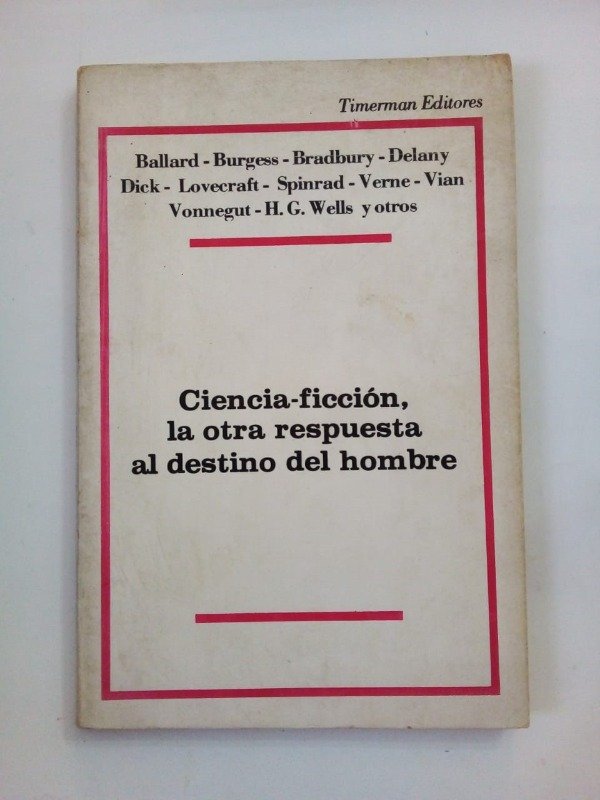 Timerman Editores
Ballard - Burgess - Bradbury - Delany
Dick - Lovecraft - Spinrad - Verne - Vian
Vonnegut - H. G. Wells y otros
Ciencia-ficción,
la otra respuesta
al destino del hombre